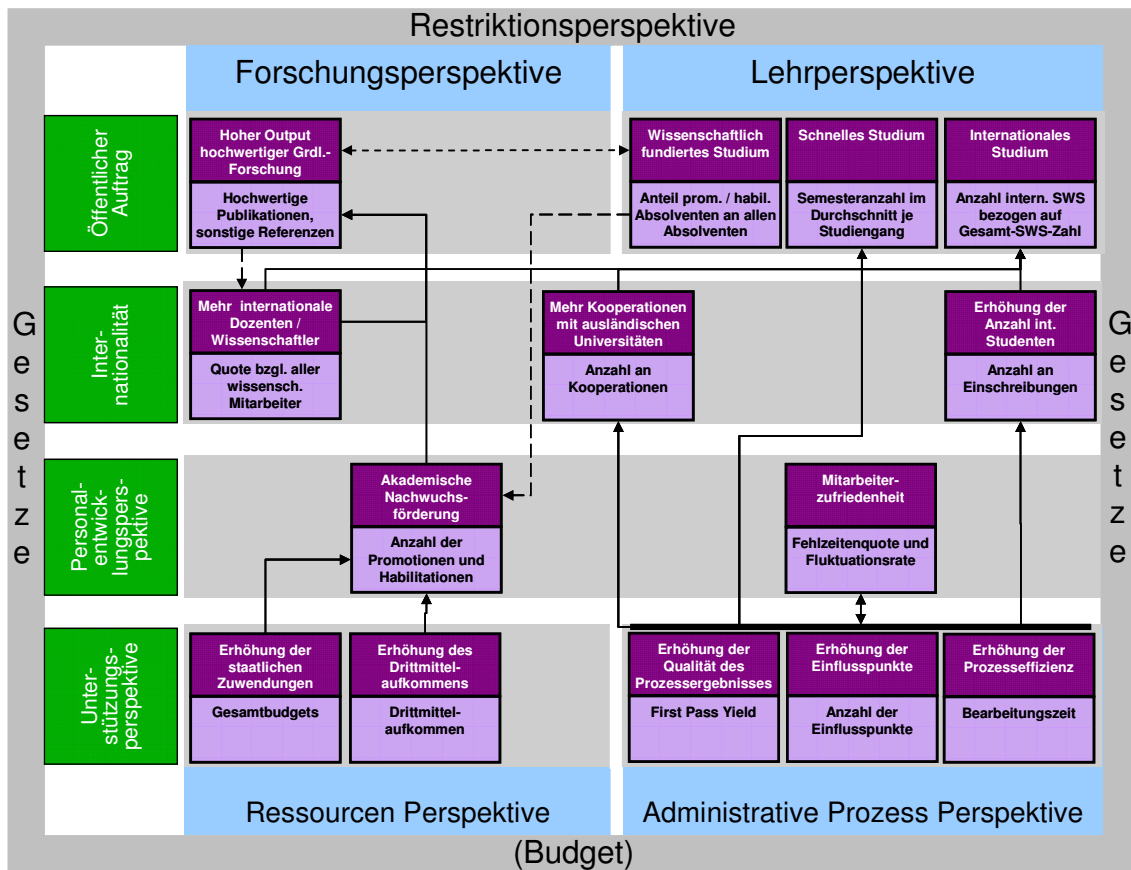 Restriktionsperspektive
Forschungsperspektive
Lehrperspektive
Öffentlicher
Auftrag
Hoher Output
hochwertiger Grdl.-
Forschung
Hochwertige
Publikationen,
sonstige Referenzen
Wissenschaftlich
fundiertes Studium
Anteil prom. / habil.
Absolventen an allen
Absolventen
Schnelles Studium
Semesteranzahl im
Durchschnitt je
Studiengang
Internationales
Studium
Anzahl intern. SWS
bezogen auf
Gesamt-SWS-Zahl
Gesetze
Inter-
nationalität
Mehr internationale
Dozenten /
Wissenschaftler
Quote bzgl. aller
wissensch.
Mitarbeiter
Mehr Kooperationen
mit ausländischen
Universitäten
Anzahl an
Kooperationen
Erhöhung der
Anzahl int.
Studenten
Anzahl an
Einschreibungen
Gesetze
Personal-
entwick-
lungspers-
pektive
Akademische
Nachwuchs-
förderung
Anzahl der
Promotionen und
Habilitationen
Mitarbeiter-
zufriedenheit
Fehlzeitenquote und
Fluktuationsrate
Unter-
stützungs-
perspektive
Erhöhung der
staatlichen
Zuwendungen
Gesamtbudgets
Erhöhung des
Drittmittel-
aufkommens
Drittmittel-
aufkommen
Erhöhung der
Qualität des
Prozessergebnisses
First Pass Yield
Erhöhung der
Einflusspunkte
Anzahl der
Einflusspunkte
Erhöhung der
Prozesseffizienz
Bearbeitungszeit
Ressourcen Perspektive
Administrative Prozess Perspektive
(Budget)